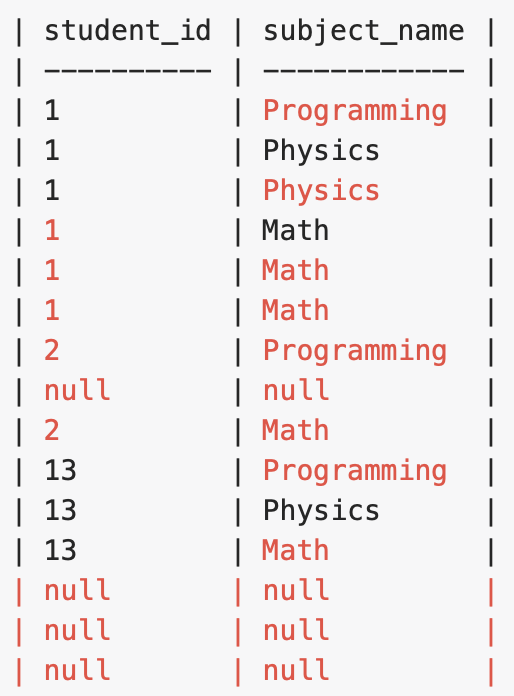 | student_id | subject_name |
| ---------- | ------------ |
| 1          | Programming  |
| 1          | Physics      |
| 1          | Physics      |
| 1          | Math         |
| 1          | Math         |
| 1          | Math         |
| 2          | Programming  |
| null       | null         |
| 2          | Math         |
| 13         | Programming  |
| 13         | Physics      |
| 13         | Math         |
| null       | null         |
| null       | null         |
| null       | null         |